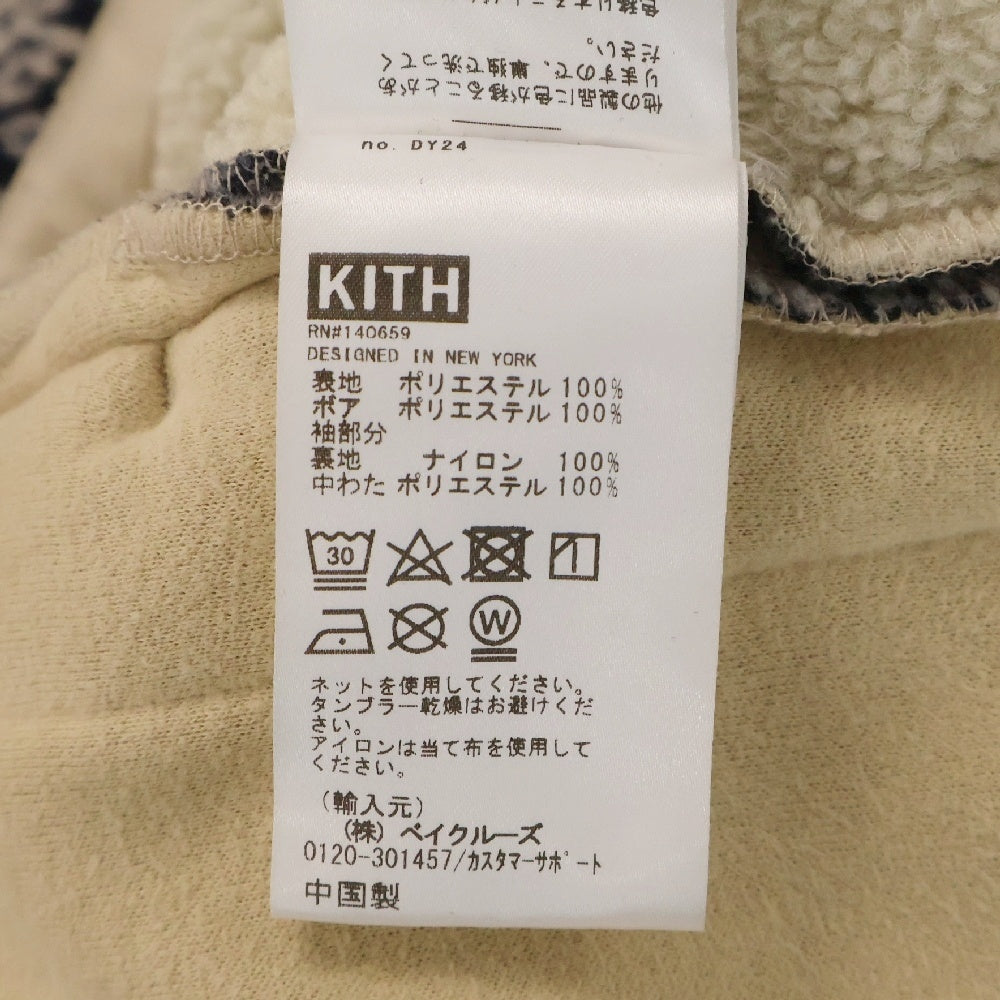 他の製品に色が移ることがあ
りますので、単独で洗ってく
ださい。
no. DY24
KITH
RN#140659
DESIGNED IN NEW YORK
表地 ポリエステル 100%
ボア ポリエステル 100%
袖部分
裏地 ナイロン 100%
中わた ポリエステル 100%
30
W
ネットを使用してください。
タンブラー乾燥はお避けくだ
さい。
アイロンは当て布を使用して
ください。
(輸入元)
(株) ベイクルーズ
0120-301457/カスタマーサポート
中国製